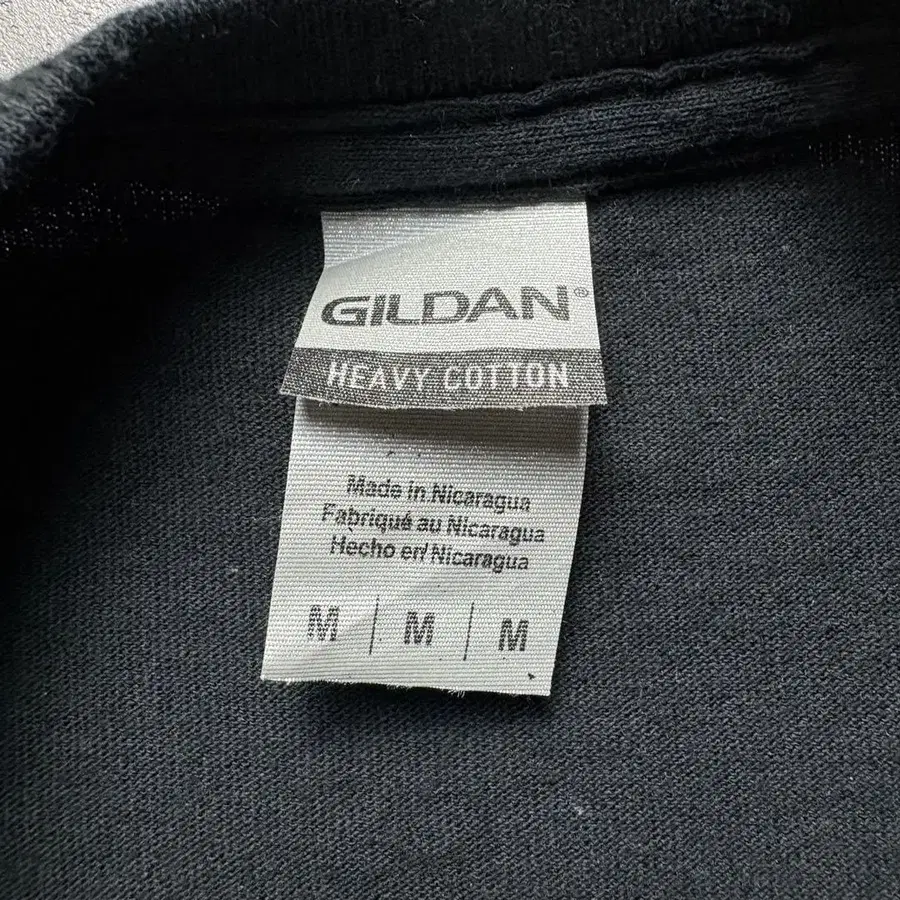 GILDAN®
HEAVY COTTON
Made in Nicaragua
Fabriqué au Nicaragua
Hecho en Nicaragua
M | M | M